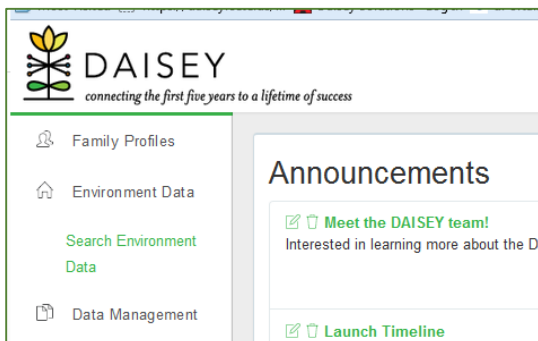 DAISEY
connecting the first five years to a lifetime of success
Family Profiles
Environment Data
Search Environment
Data
Data Management
Announcements
Meet the DAISEY team!
Interested in learning more about the D
Launch Timeline